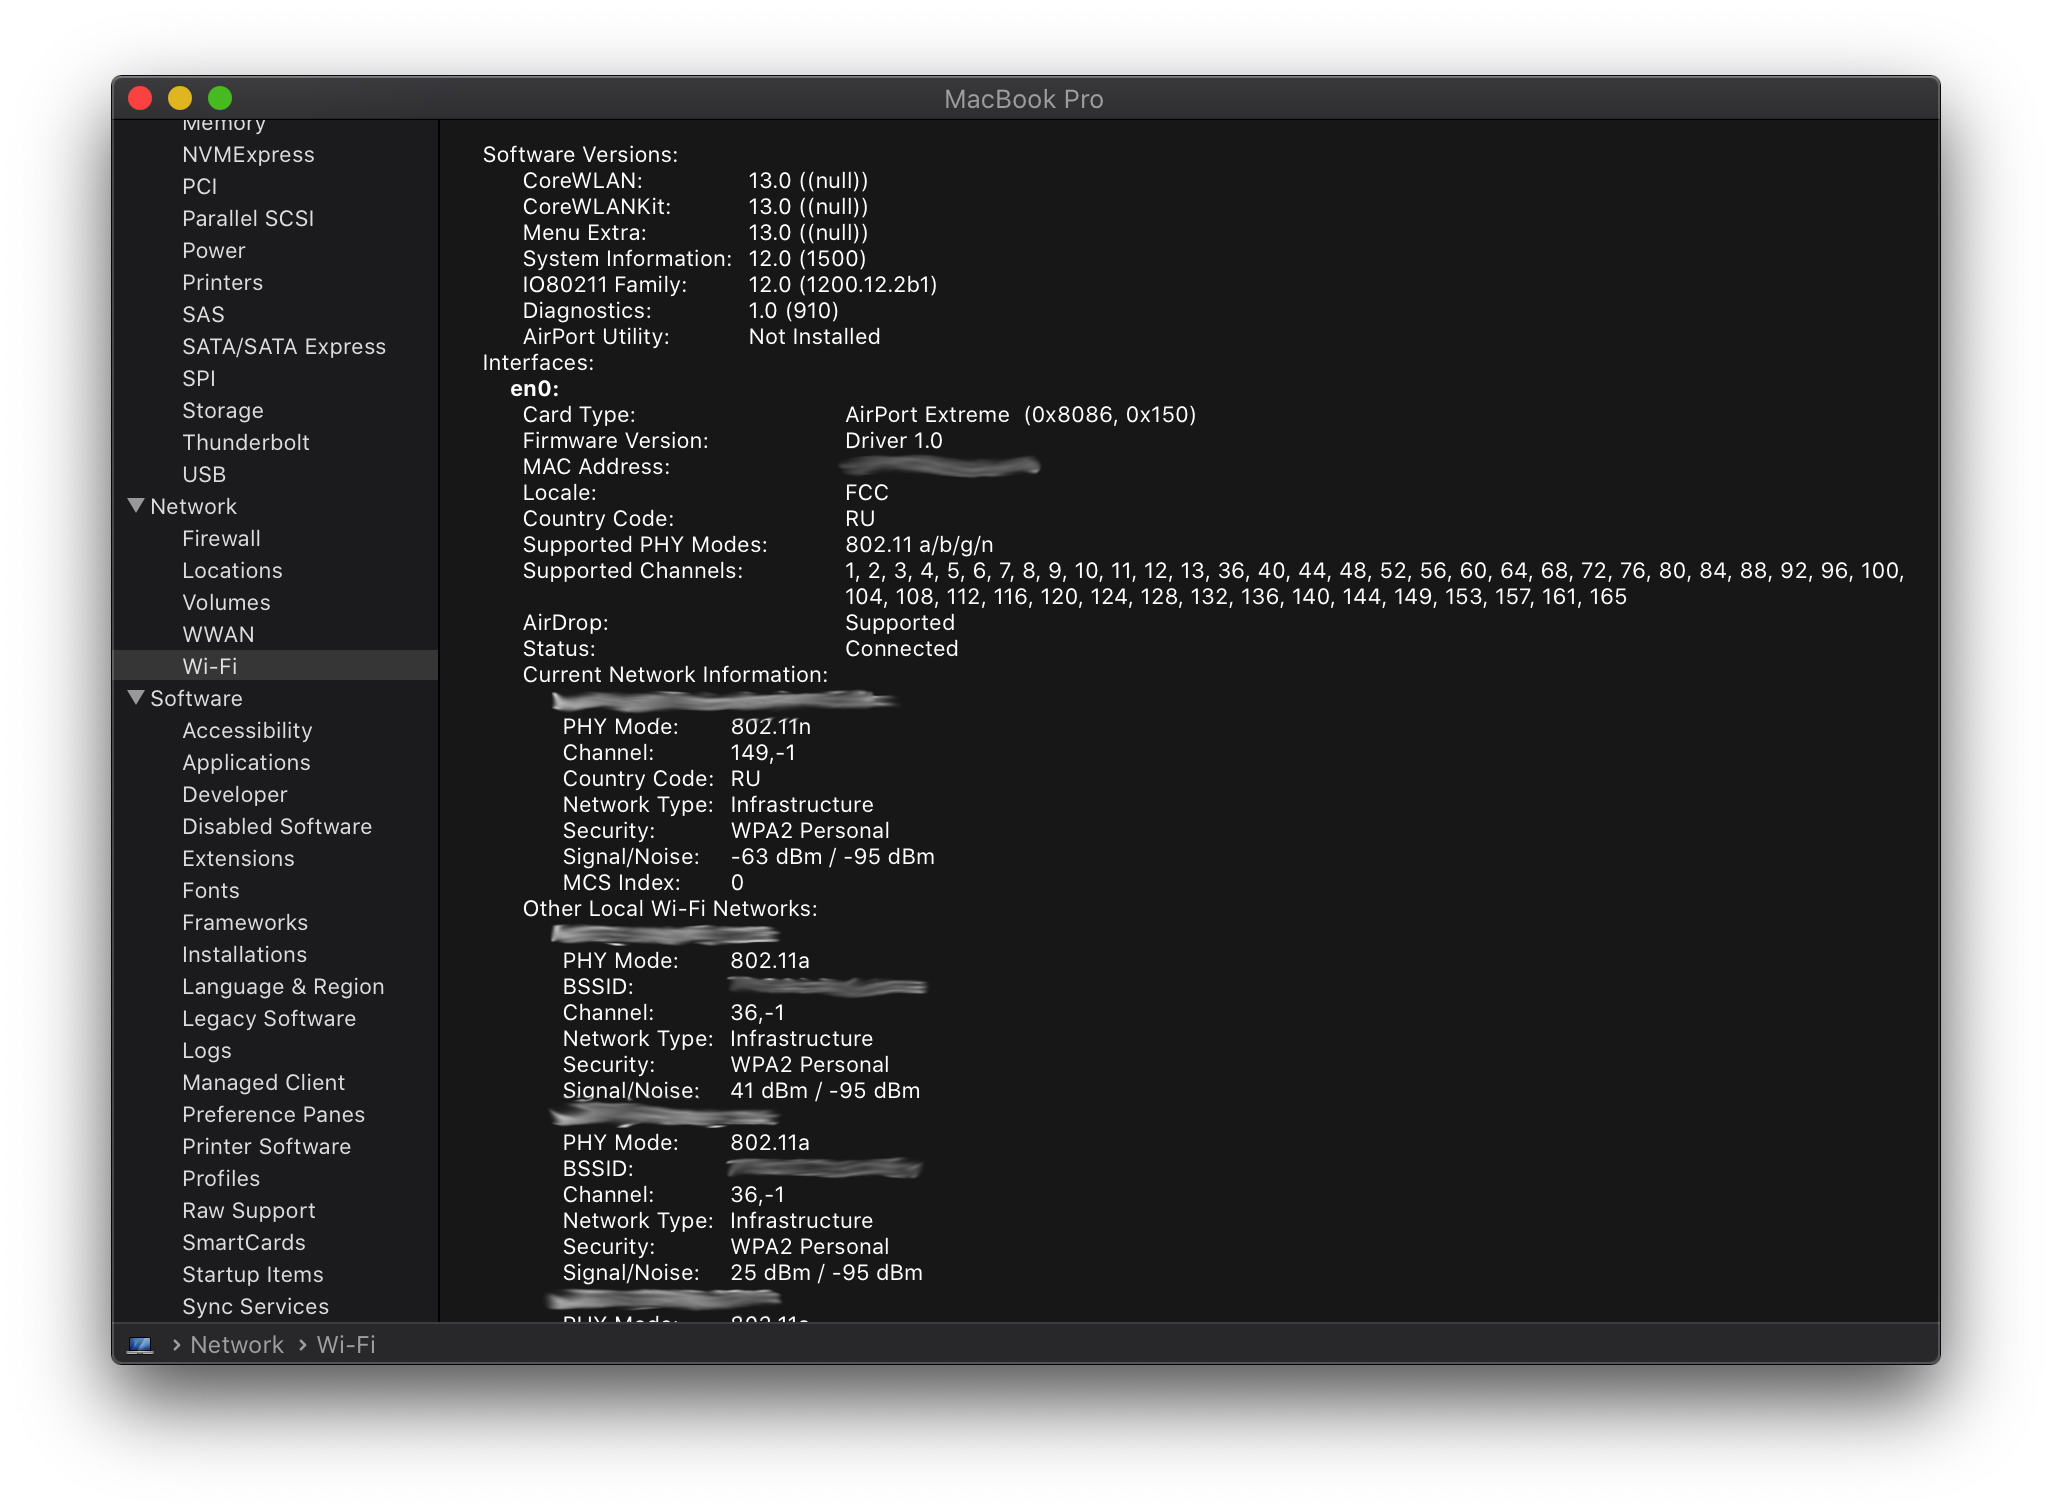 MacBook Pro
Memory
NVMExpress
PCI
Parallel SCSI
Power
Printers
SAS
SATA/SATA Express
SPI
Storage
Thunderbolt
USB
Network
Firewall
Locations
Volumes
WWAN
Wi-Fi
Software
Accessibility
Applications
Developer
Disabled Software
Extensions
Fonts
Frameworks
Installations
Language & Region
Legacy Software
Logs
Managed Client
Preference Panes
Printer Software
Profiles
Raw Support
SmartCards
Startup Items
Sync Services
Software Versions:
CoreWLAN: 13.0 ((null))
CoreWLANKit: 13.0 ((null))
Menu Extra: 13.0 ((null))
System Information: 12.0 (1500)
IO80211 Family: 12.0 (1200.12.2b1)
Diagnostics: 1.0 (910)
AirPort Utility: Not Installed
Interfaces:
en0:
Card Type: AirPort Extreme (0x8086, 0x150)
Firmware Version: Driver 1.0
MAC Address:
Locale: FCC
Country Code: RU
Supported PHY Modes: 802.11 a/b/g/n
Supported Channels: 1, 2, 3, 4, 5, 6, 7, 8, 9, 10, 11, 12, 13, 36, 40, 44, 48, 52, 56, 60, 64, 68, 72, 76, 80, 84, 88, 92, 96, 100,
104, 108, 112, 116, 120, 124, 128, 132, 136, 140, 144, 149, 153, 157, 161, 165
AirDrop: Supported
Status: Connected
Current Network Information:
PHY Mode: 802.11n
Channel: 149,-1
Country Code: RU
Network Type: Infrastructure
Security: WPA2 Personal
Signal/Noise: -63 dBm / -95 dBm
MCS Index: 0
Other Local Wi-Fi Networks:
PHY Mode: 802.11a
BSSID:
Channel: 36,-1
Network Type: Infrastructure
Security: WPA2 Personal
Signal/Noise: 41 dBm / -95 dBm
PHY Mode: 802.11a
BSSID:
Channel: 36,-1
Network Type: Infrastructure
Security: WPA2 Personal
Signal/Noise: 25 dBm / -95 dBm
PHY Mode: 802.11a
› Network › Wi-Fi